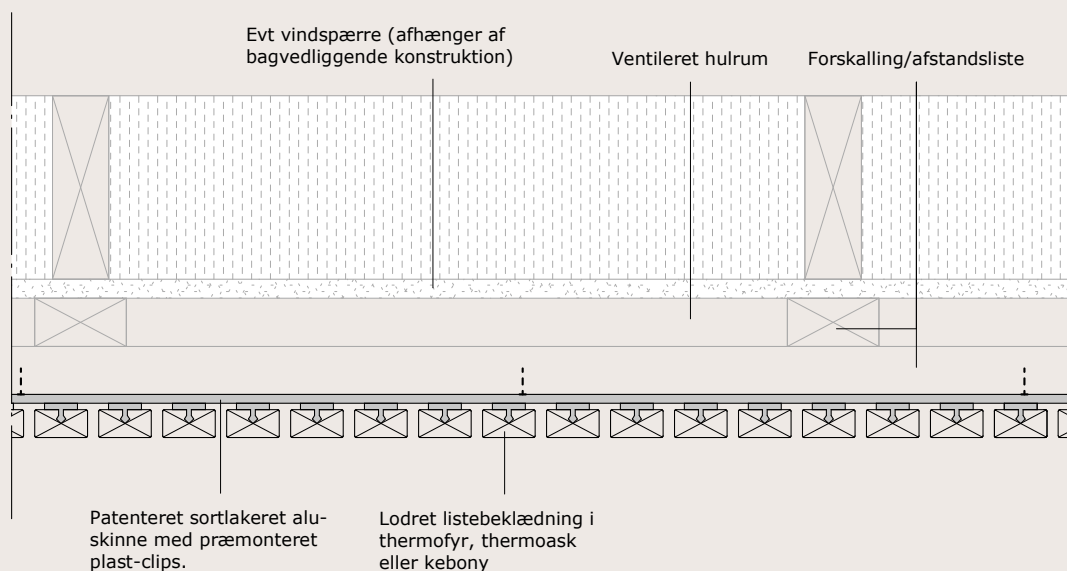 Evt vindspærre (afhænger af
bagvedliggende konstruktion)
Ventileret hulrum
Forskalling/afstandsliste
Patenteret sortlakeret alu-
skinne med præmonteret
plast-clips.
Lodret listebeklædning i
thermofyr, thermoask
eller kebony